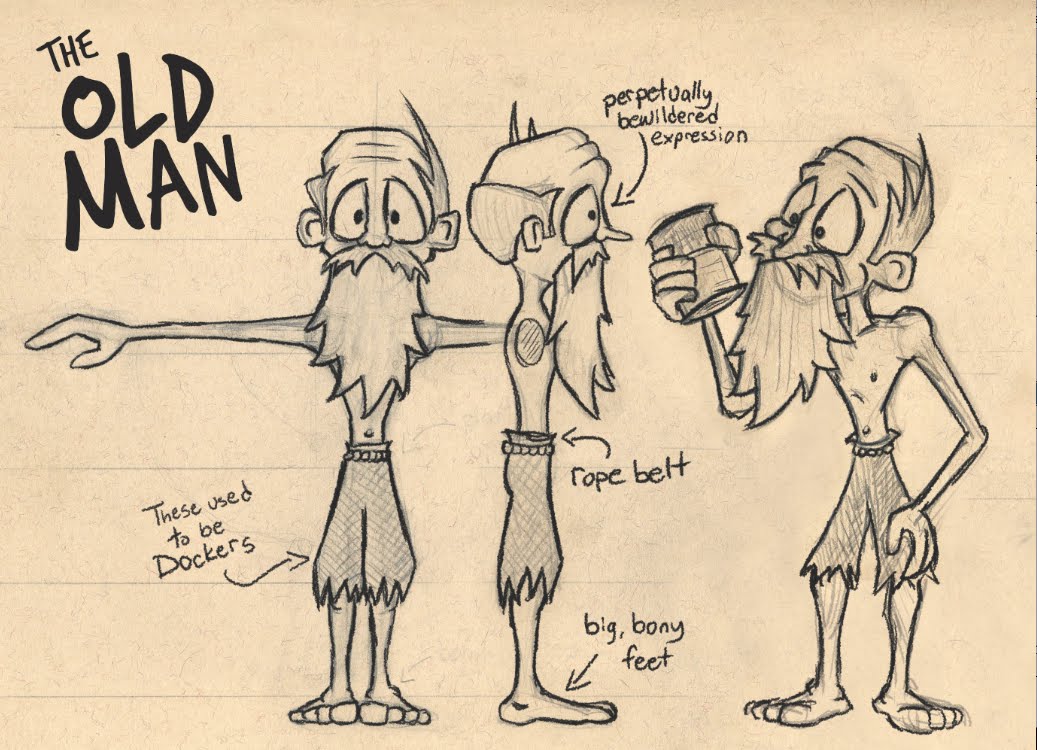 THE
OLD
MAN
perpetually
bewildered
expression
rope belt
These used
to be
Dockers
big, bony
feet